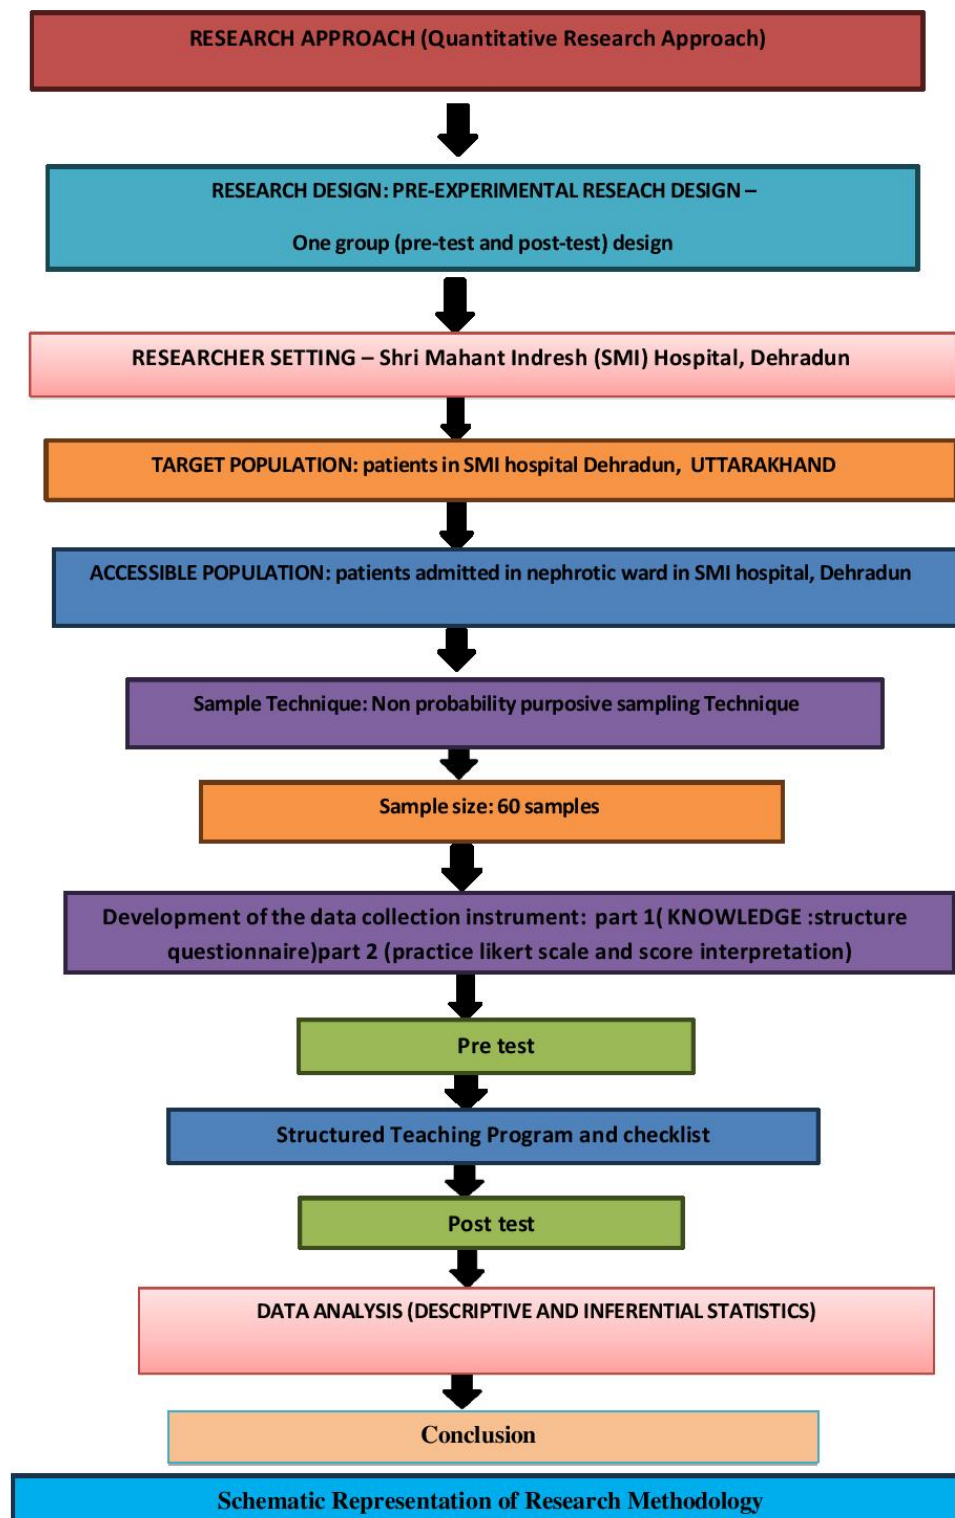 RESEARCH APPROACH (Quantitative Research Approach)
RESEARCH DESIGN: PRE-EXPERIMENTAL RESEACH DESIGN –
One group (pre-test and post-test) design
RESEARCHER SETTING – Shri Mahant Indresh (SMI) Hospital, Dehradun
TARGET POPULATION: patients in SMI hospital Dehradun, UTTARAKHAND
ACCESSIBLE POPULATION: patients admitted in nephrotic ward in SMI hospital, Dehradun
Sample Technique: Non probability purposive sampling Technique
Sample size: 60 samples
Development of the data collection instrument: part 1( KNOWLEDGE :structure
questionnaire)part 2 (practice likert scale and score interpretation)
Pre test
Structured Teaching Program and checklist
Post test
DATA ANALYSIS (DESCRIPTIVE AND INFERENTIAL STATISTICS)
Conclusion
Schematic Representation of Research Methodology